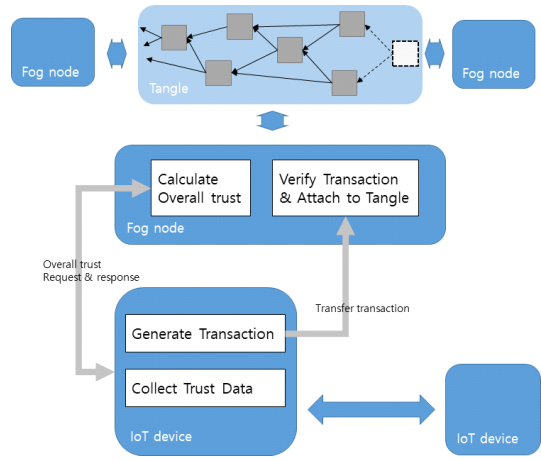 Fog node
Tangle
Fog node
Calculate
Overall trust
Verify Transaction
& Attach to Tangle
Fog node
Overall trust
Request & response
Transfer transaction
Generate Transaction
Collect Trust Data
IoT device
IoT device